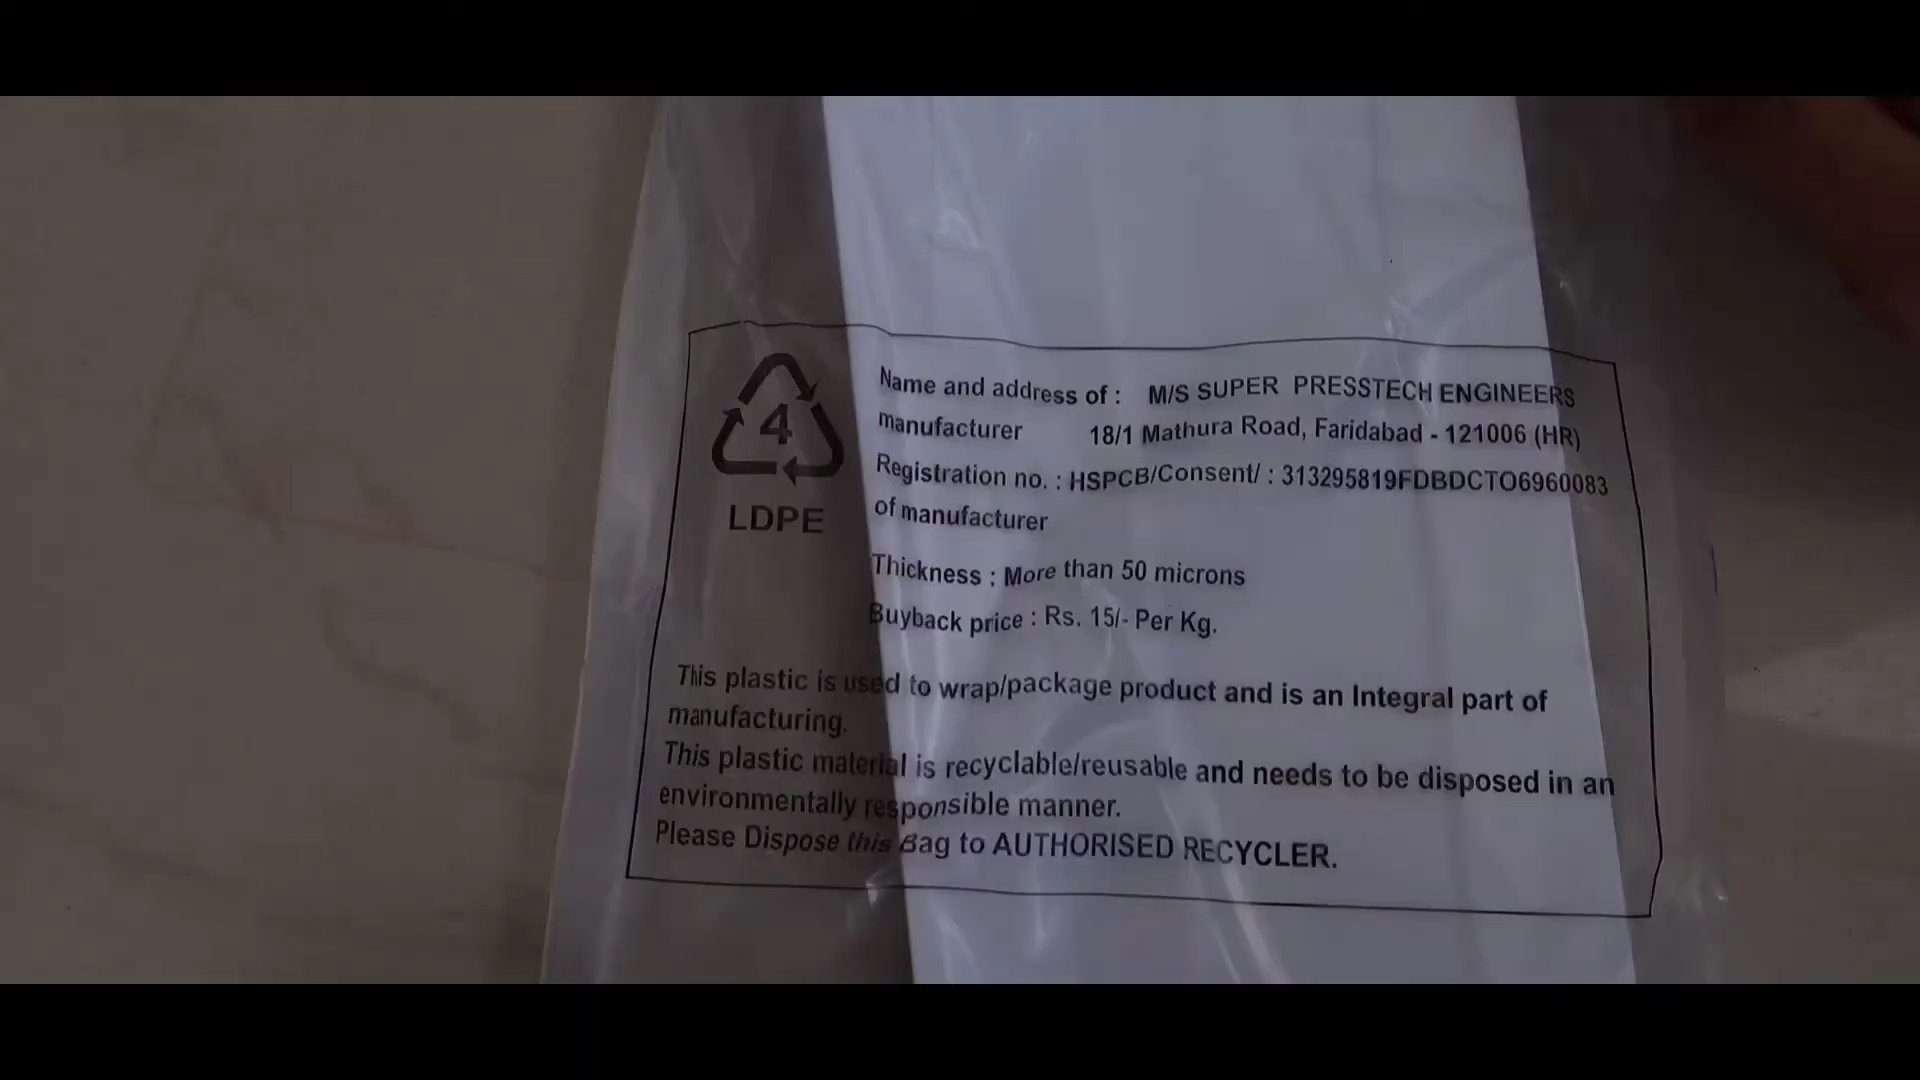 4
LDPE
Name and address of : M/S SUPER PRESSTECH ENGINEERS
manufacturer 18/1 Mathura Road, Faridabad - 121006 (HR)
Registration no. : HSPCB/Consent/ : 313295819FDBDCTO6960083
of manufacturer
Thickness : More than 50 microns
Buyback price : Rs. 15/- Per Kg.
This plastic is used to wrap/package product and is an Integral part of
manufacturing.
This plastic material is recyclable/reusable and needs to be disposed in an
environmentally responsible manner.
Please Dispose this Bag to AUTHORISED RECYCLER.